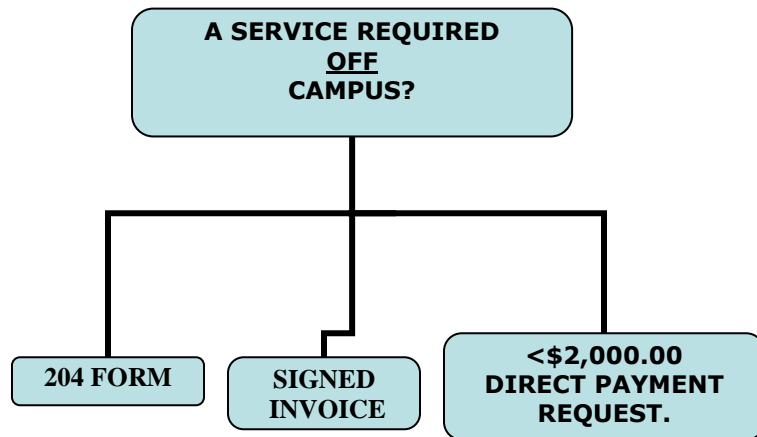 A SERVICE REQUIRED
OFF
CAMPUS?
204 FORM
SIGNED
INVOICE
<$2,000.00
DIRECT PAYMENT
REQUEST.